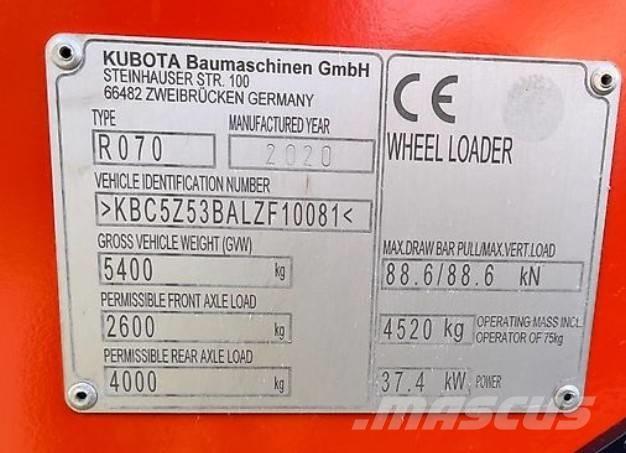 KUBOTA Baumaschinen GmbH
STEINHAUSER STR. 100
66482 ZWEIBRÜCKEN GERMANY
TYPE
MANUFACTURED YEAR
R070
2020
VEHICLE IDENTIFICATION NUMBER
>KBC5Z53BALZF10081<
GROSS VEHICLE WEIGHT (GVW)
5400 kg
PERMISSIBLE FRONT AXLE LOAD
2600 kg
PERMISSIBLE REAR AXLE LOAD
4000 kg
CE
WHEEL LOADER
MAX.DRAW BAR PULL/MAX.VERT.LOAD
88.6/88.6 kN
4520 kg OPERATING MASS INCL.
OPERATOR OF 75kg
37.4 kW POWER
mascus